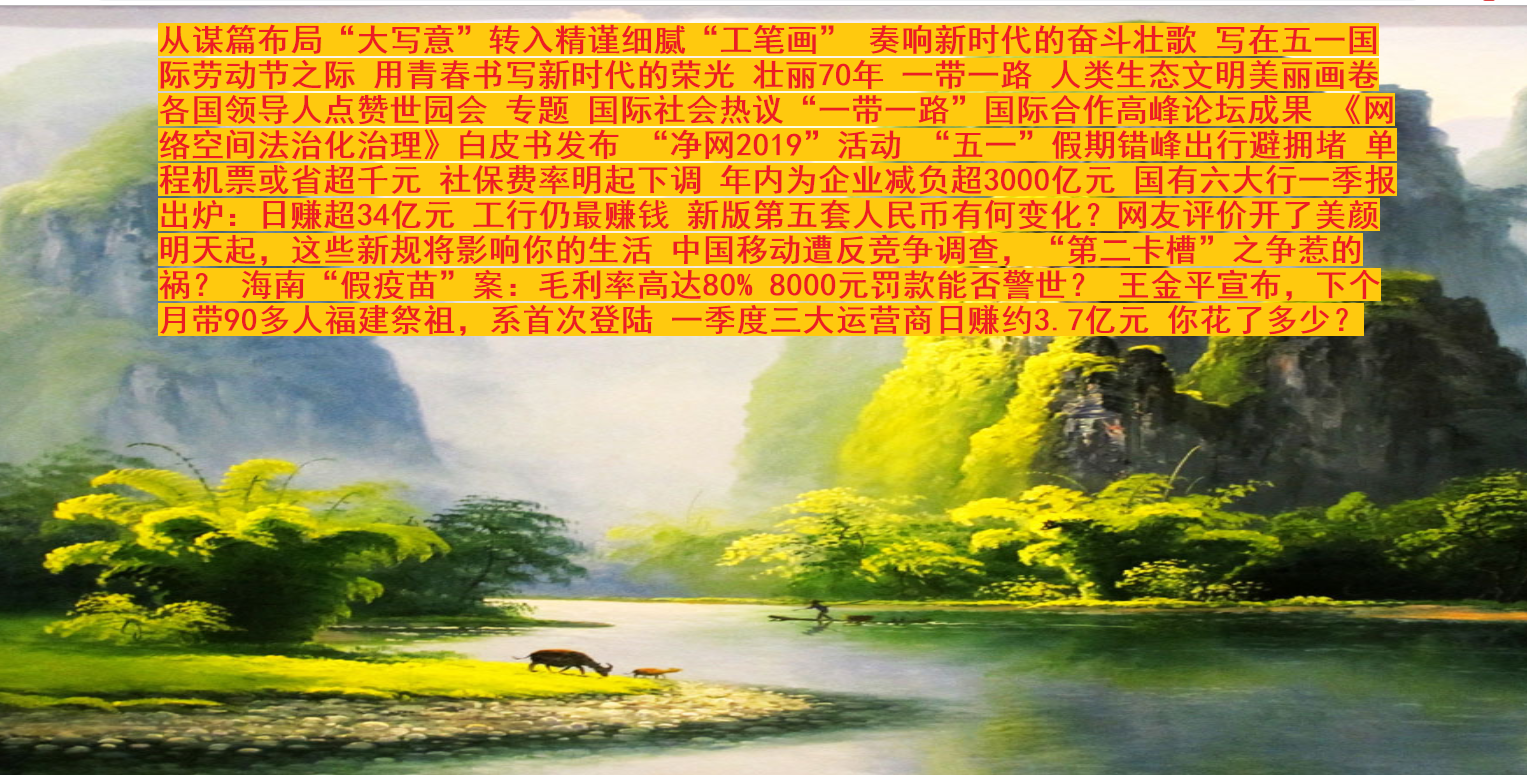 从谋篇布局“大写意”转入精谨细腻“工笔画” 奏响新时代的奋斗壮歌 写在五一国
际劳动节之际 用青春书写新时代的荣光 壮丽70年 一带一路 人类生态文明美丽画卷
各国领导人点赞世园会 专题 国际社会热议“一带一路”国际合作高峰论坛成果 《网
络空间法治化治理》白皮书发布 “净网2019”活动 “五一”假期错峰出行避拥堵 单
程机票或省超千元 社保费率明起下调 年内为企业减负超3000亿元 国有六大行一季报
出炉：日赚超34亿元 工行仍最赚钱 新版第五套人民币有何变化？网友评价开了美颜
明天起，这些新规将影响你的生活 中国移动遭反竞争调查，“第二卡槽”之争惹的
祸？ 海南“假疫苗”案：毛利率高达80% 8000元罚款能否警世？ 王金平宣布，下个
月带90多人福建祭祖，系首次登陆 一季度三大运营商日赚约3.7亿元 你花了多少？